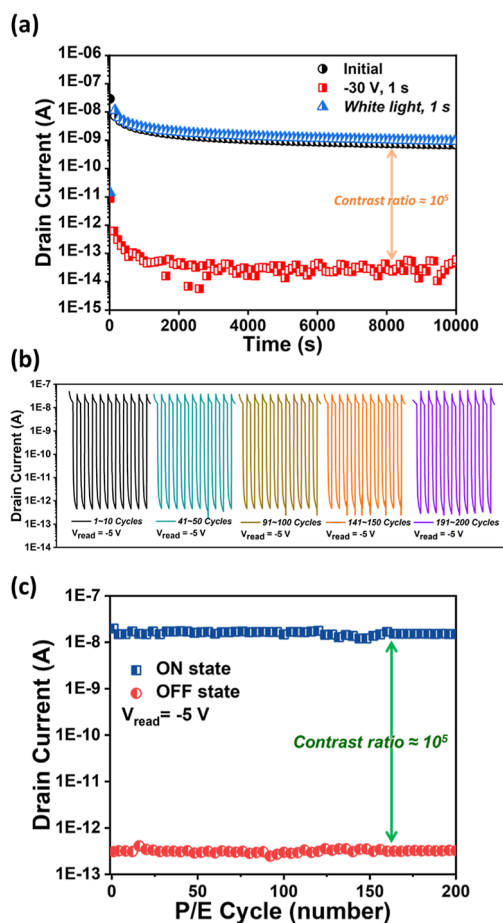 (a)
1E-06
1E-07
1E-08
1E-09
1E-10
1E-11
1E-12
1E-13
1E-14
1E-15
Drain Current (A)
Initial
-30 V, 1 s
White light, 1 s
Contrast ratio ≈ 10⁵
0 2000 4000 6000 8000 10000
Time (s)
(b)
1E-7
1E-8
1E-9
1E-10
1E-11
1E-12
1E-13
1E-14
Drain Current (A)
1~10 Cycles 41~50 Cycles 91~100 Cycles 141~150 Cycles 191~200 Cycles
Vread = -5 V Vread = -5 V Vread = -5 V Vread = -5 V Vread = -5 V
(c)
1E-7
1E-8
1E-9
1E-10
1E-11
1E-12
1E-13
Drain Current (A)
ON state
OFF state
Vread= -5 V
Contrast ratio ≈ 10⁵
0 50 100 150 200
P/E Cycle (number)